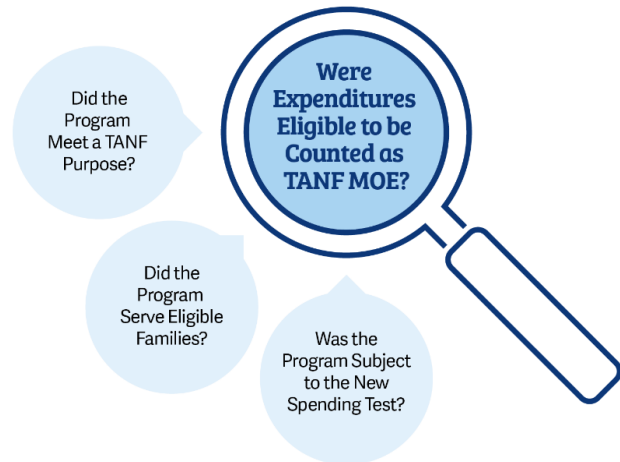 Were
Expenditures
Eligible to be
Counted as
TANF MOE?
Did the
Program
Meet a TANF
Purpose?
Did the
Program
Serve Eligible
Families?
Was the
Program Subject
to the New
Spending Test?